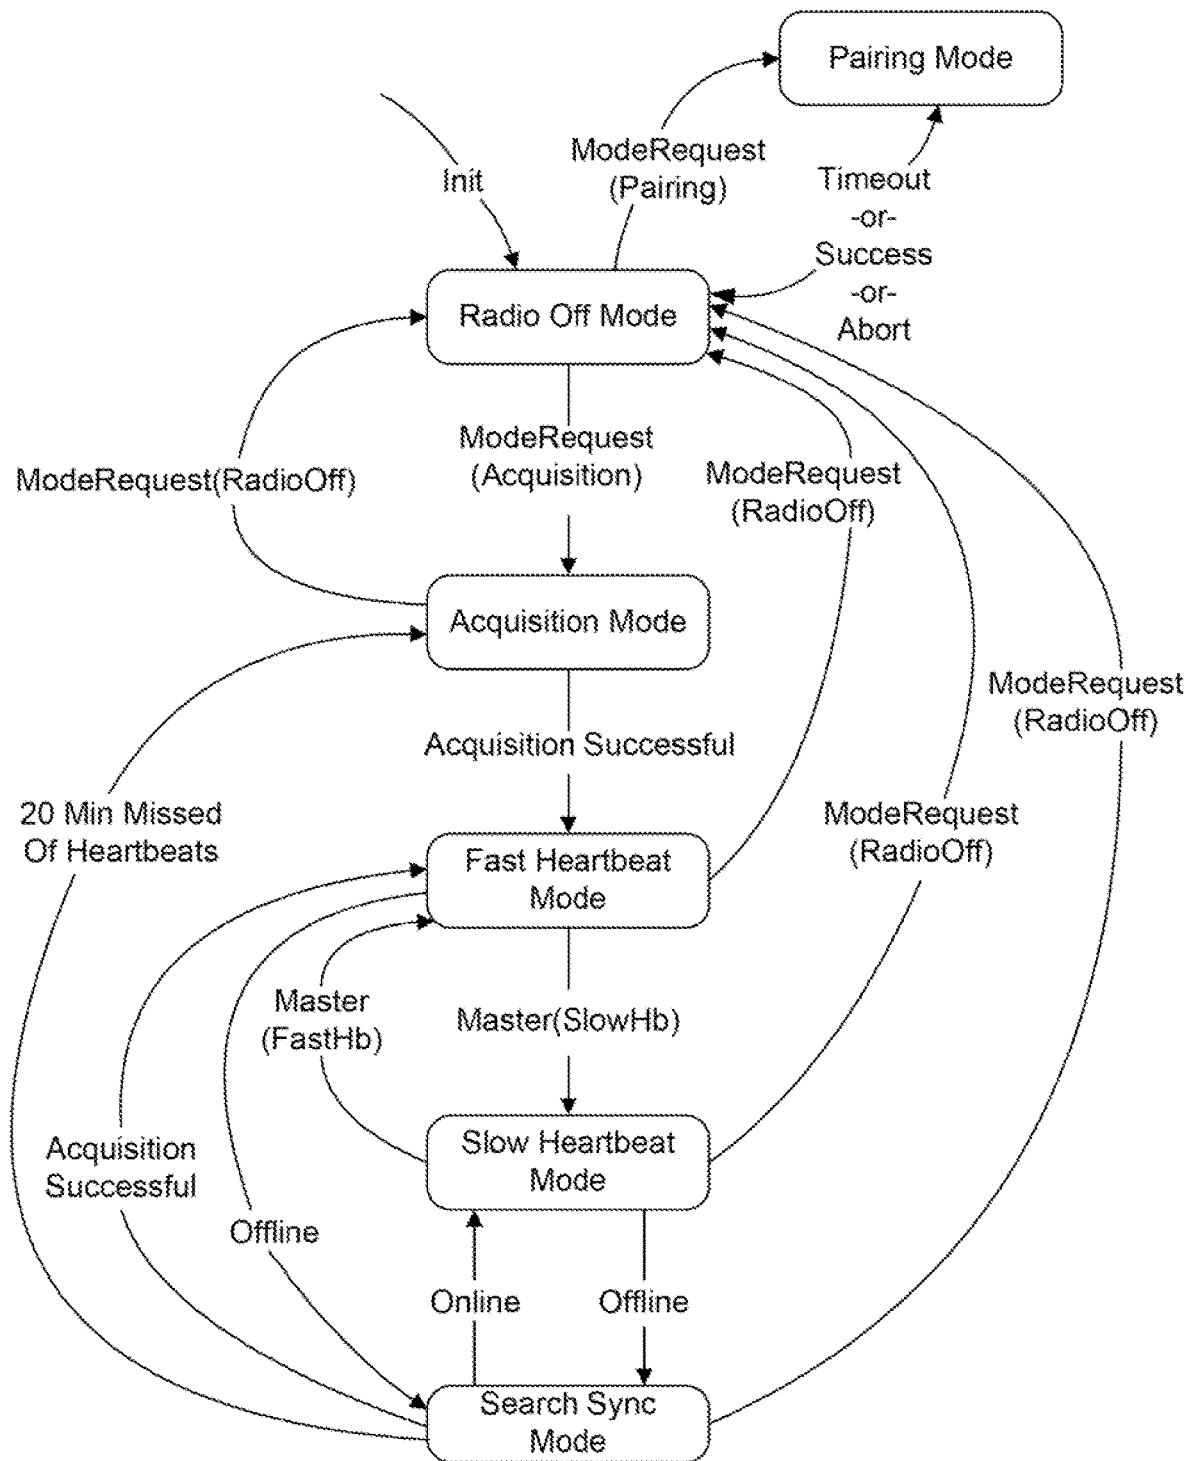 Pairing Mode
ModeRequest
(Pairing)
Init
Timeout
-or-
Success
-or-
Abort
Radio Off Mode
ModeRequest
(Acquisition)
ModeRequest(RadioOff)
ModeRequest
(RadioOff)
Acquisition Mode
ModeRequest
(RadioOff)
Acquisition Successful
20 Min Missed
Of Heartbeats
ModeRequest
(RadioOff)
Fast Heartbeat
Mode
Master
(FastHb)
Master(SlowHb)
Acquisition
Successful
Slow Heartbeat
Mode
Offline
Online
Offline
Search Sync
Mode